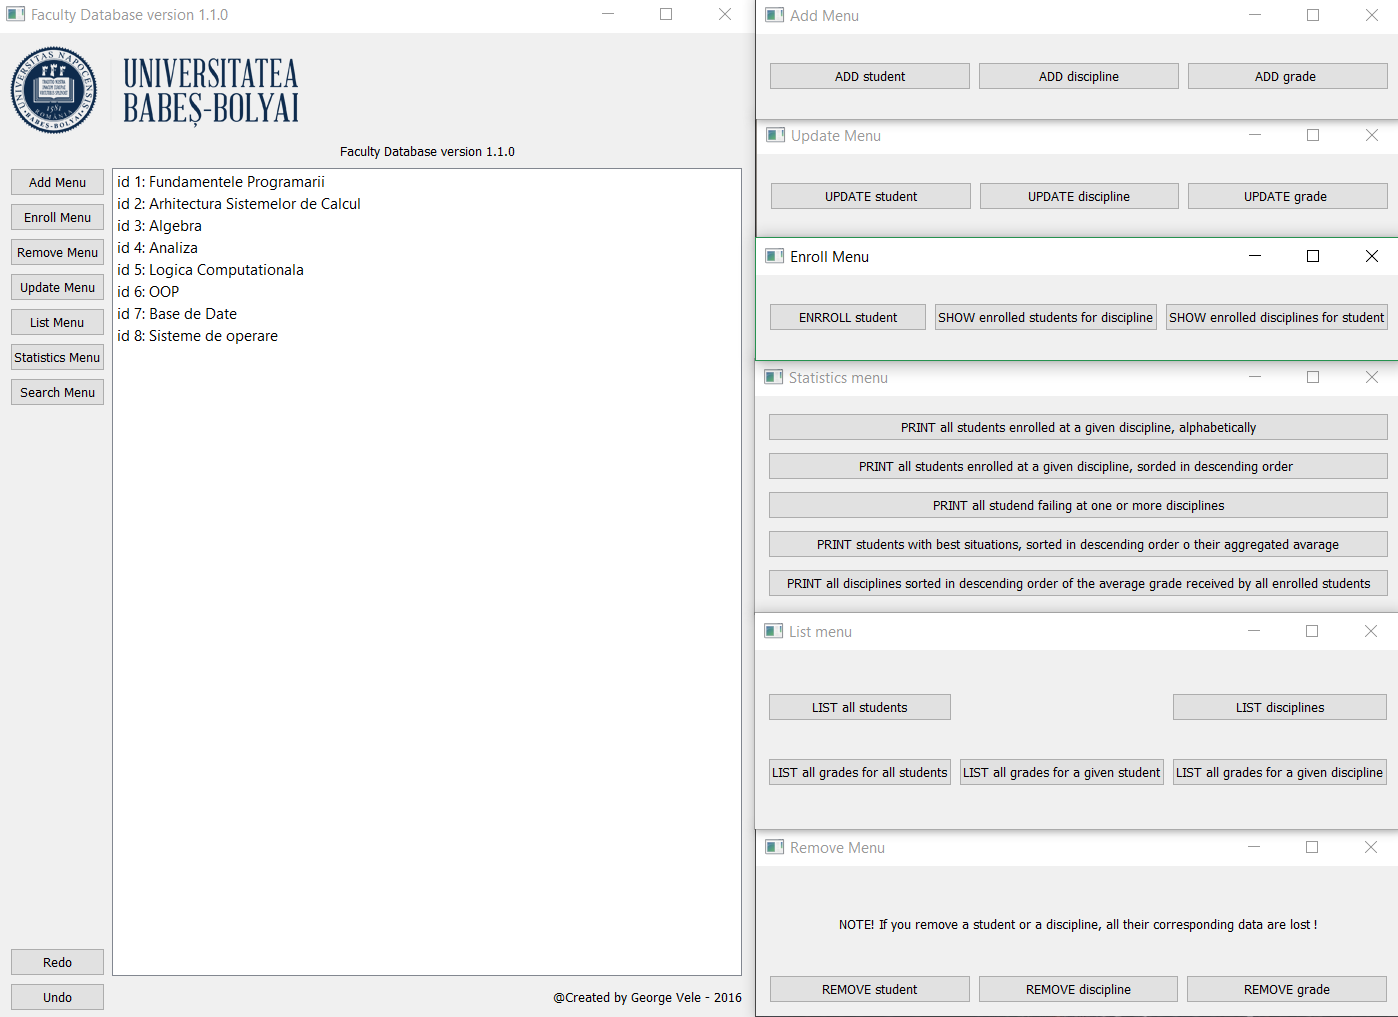 Faculty Database version 1.1.0
UNIVERSITATEA
BABEȘ-BOLYAI
Faculty Database version 1.1.0
Add Menu
Enroll Menu
Remove Menu
Update Menu
List Menu
Statistics Menu
Search Menu
id 1: Fundamentele Programarii
id 2: Arhitectura Sistemelor de Calcul
id 3: Algebra
id 4: Analiza
id 5: Logica Computationala
id 6: OOP
id 7: Base de Date
id 8: Sisteme de operare
Redo
Undo
@Created by George Vele - 2016
Add Menu
ADD student ADD discipline ADD grade
Update Menu
UPDATE student UPDATE discipline UPDATE grade
Enroll Menu
ENRROLL student SHOW enrolled students for discipline SHOW enrolled disciplines for student
Statistics menu
PRINT all students enrolled at a given discipline, alphabetically
PRINT all students enrolled at a given discipline, sorded in descending order
PRINT all studend failing at one or more disciplines
PRINT students with best situations, sorted in descending order o their aggregated avarage
PRINT all disciplines sorted in descending order of the average grade received by all enrolled students
List menu
LIST all students LIST disciplines
LIST all grades for all students LIST all grades for a given student LIST all grades for a given discipline
Remove Menu
NOTE! If you remove a student or a discipline, all their corresponding data are lost !
REMOVE student REMOVE discipline REMOVE grade